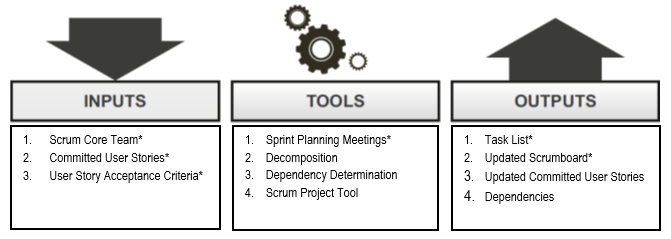 INPUTS
1. Scrum Core Team*
2. Committed User Stories*
3. User Story Acceptance Criteria*
TOOLS
1. Sprint Planning Meetings*
2. Decomposition
3. Dependency Determination
4. Scrum Project Tool
OUTPUTS
1. Task List*
2. Updated Scrumboard*
3. Updated Committed User Stories
4. Dependencies